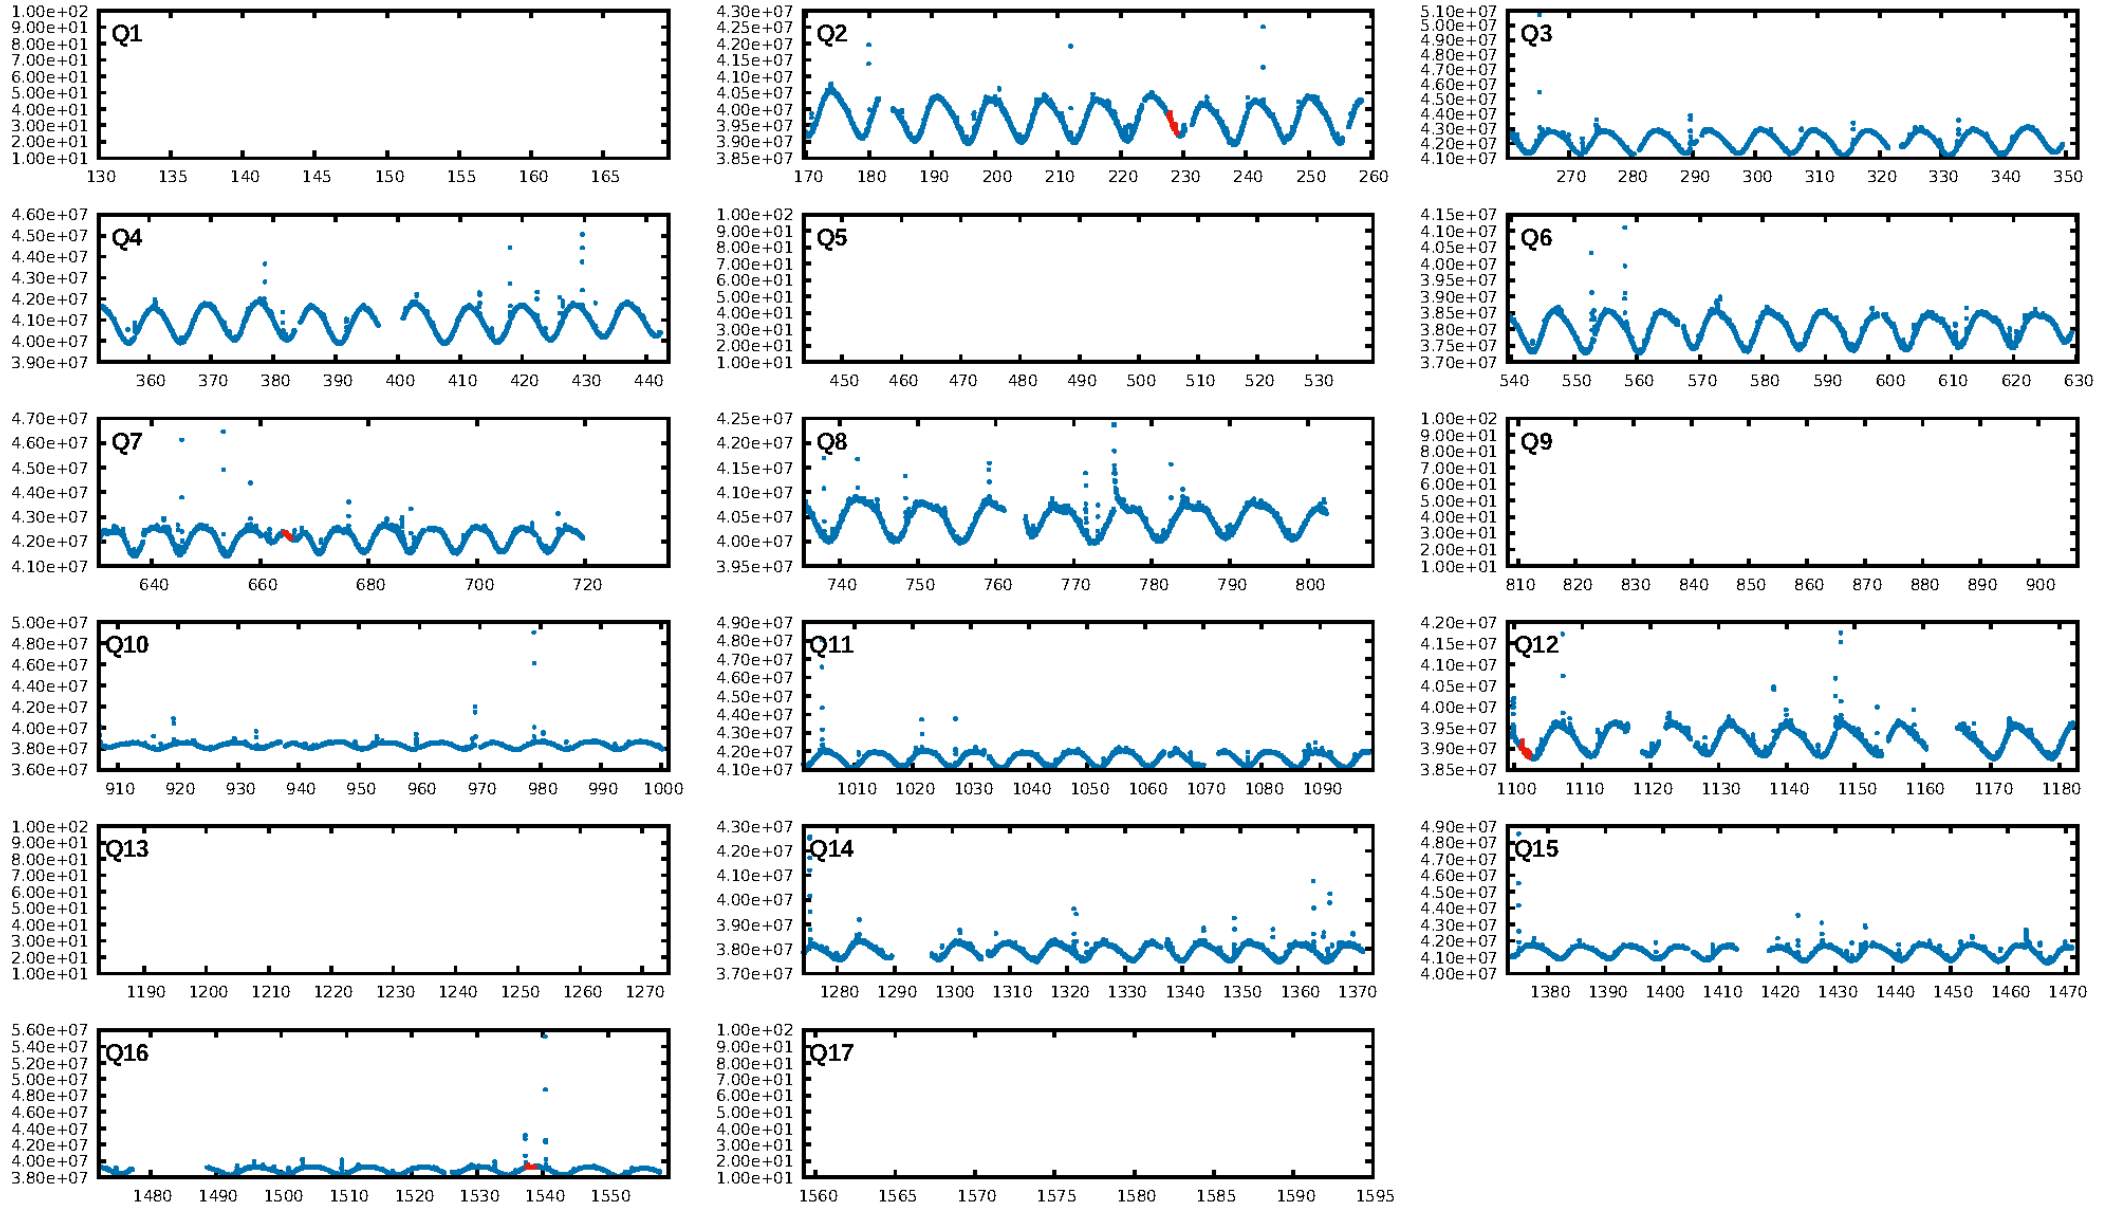 1.00e+02
9.00e+01
8.00e+01
7.00e+01
6.00e+01
5.00e+01
4.00e+01
3.00e+01
2.00e+01
1.00e+01
Q1
130 135 140 145 150 155 160 165
4.30e+07
4.25e+07
4.20e+07
4.15e+07
4.10e+07
4.05e+07
4.00e+07
3.95e+07
3.90e+07
3.85e+07
Q2
170 180 190 200 210 220 230 240 250 260
5.10e+07
5.00e+07
4.90e+07
4.80e+07
4.70e+07
4.60e+07
4.50e+07
4.40e+07
4.30e+07
4.20e+07
4.10e+07
Q3
270 280 290 300 310 320 330 340 350
4.60e+07
4.50e+07
4.40e+07
4.30e+07
4.20e+07
4.10e+07
4.00e+07
3.90e+07
Q4
360 370 380 390 400 410 420 430 440
1.00e+02
9.00e+01
8.00e+01
7.00e+01
6.00e+01
5.00e+01
4.00e+01
3.00e+01
2.00e+01
1.00e+01
Q5
450 460 470 480 490 500 510 520 530
4.15e+07
4.10e+07
4.05e+07
4.00e+07
3.95e+07
3.90e+07
3.85e+07
3.80e+07
3.75e+07
3.70e+07
Q6
540 550 560 570 580 590 600 610 620 630
4.70e+07
4.60e+07
4.50e+07
4.40e+07
4.30e+07
4.20e+07
4.10e+07
Q7
640 660 680 700 720
4.25e+07
4.20e+07
4.15e+07
4.10e+07
4.05e+07
4.00e+07
3.95e+07
Q8
740 750 760 770 780 790 800
1.00e+02
9.00e+01
8.00e+01
7.00e+01
6.00e+01
5.00e+01
4.00e+01
3.00e+01
2.00e+01
1.00e+01
Q9
810 820 830 840 850 860 870 880 890 900
5.00e+07
4.80e+07
4.60e+07
4.40e+07
4.20e+07
4.00e+07
3.80e+07
3.60e+07
Q10
910 920 930 940 950 960 970 980 990 1000
4.90e+07
4.80e+07
4.70e+07
4.60e+07
4.50e+07
4.40e+07
4.30e+07
4.20e+07
4.10e+07
Q11
1010 1020 1030 1040 1050 1060 1070 1080 1090
4.20e+07
4.15e+07
4.10e+07
4.05e+07
4.00e+07
3.95e+07
3.90e+07
3.85e+07
Q12
1100 1110 1120 1130 1140 1150 1160 1170 1180
1.00e+02
9.00e+01
8.00e+01
7.00e+01
6.00e+01
5.00e+01
4.00e+01
3.00e+01
2.00e+01
1.00e+01
Q13
1190 1200 1210 1220 1230 1240 1250 1260 1270
4.30e+07
4.20e+07
4.10e+07
4.00e+07
3.90e+07
3.80e+07
3.70e+07
Q14
1280 1290 1300 1310 1320 1330 1340 1350 1360 1370
4.90e+07
4.80e+07
4.70e+07
4.60e+07
4.50e+07
4.40e+07
4.30e+07
4.20e+07
4.10e+07
4.00e+07
Q15
1380 1390 1400 1410 1420 1430 1440 1450 1460 1470
5.60e+07
5.40e+07
5.20e+07
5.00e+07
4.80e+07
4.60e+07
4.40e+07
4.20e+07
4.00e+07
3.80e+07
Q16
1480 1490 1500 1510 1520 1530 1540 1550
1.00e+02
9.00e+01
8.00e+01
7.00e+01
6.00e+01
5.00e+01
4.00e+01
3.00e+01
2.00e+01
1.00e+01
Q17
1560 1565 1570 1575 1580 1585 1590 1595